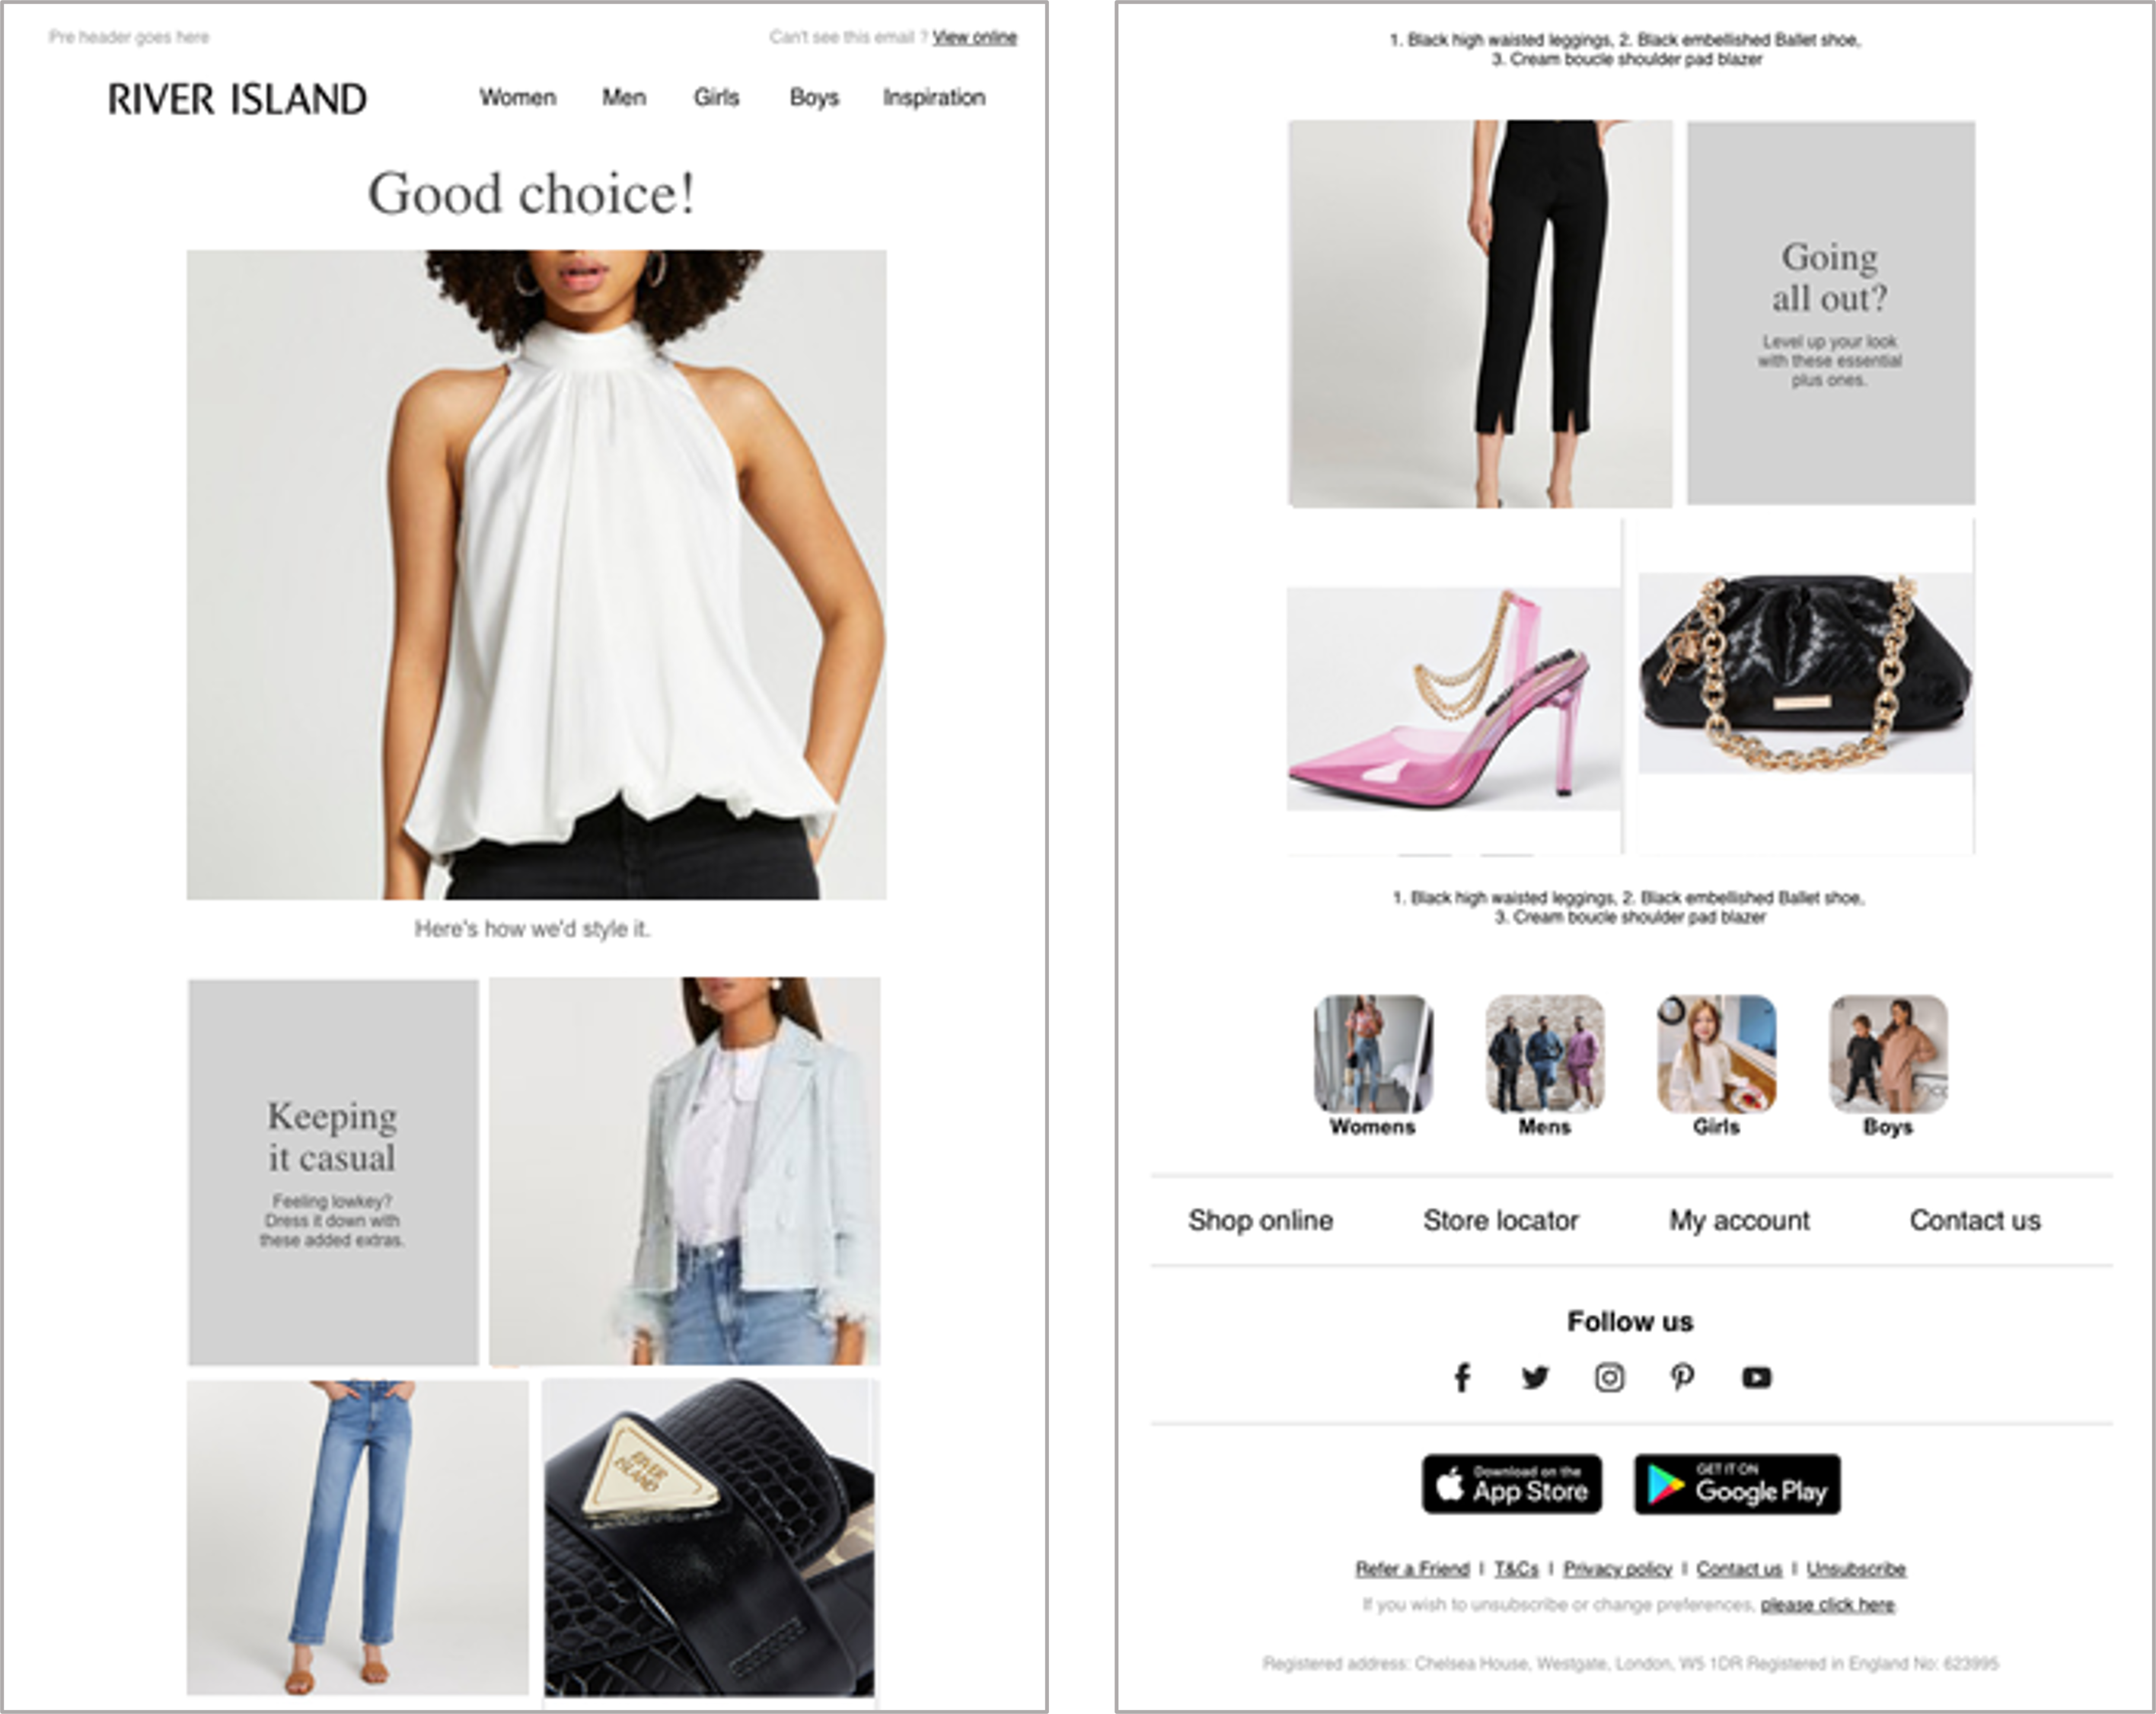 Pre header goes here
Can't see this email ? View online
RIVER ISLAND
Women Men Girls Boys Inspiration
Good choice!
Here's how we'd style it.
Keeping
it casual
Feeling lowkey?
Dress it down with
these added extras.
RIVER
ISLAND
1. Black high waisted leggings, 2. Black embellished Ballet shoe,
3. Cream boucle shoulder pad blazer
Going
all out?
Level up your look
with these essential
plus ones.
1. Black high waisted leggings, 2. Black embellished Ballet shoe,
3. Cream boucle shoulder pad blazer
Womens Mens Girls Boys
Shop online Store locator My account Contact us
Follow us
Download on the
App Store
GET IT ON
Google Play
Refer a Friend | T&Cs | Privacy policy | Contact us | Unsubscribe
If you wish to unsubscribe or change preferences, please click here.
Registered address: Chelsea House, Westgate, London, W5 1DR Registered in England No: 623995